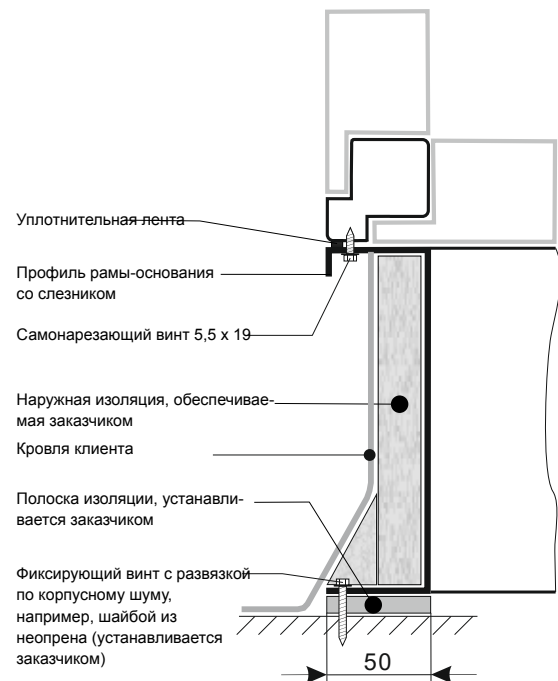 Уплотнительная лента
Профиль рамы-основания
со слезником
Самонарезающий винт 5,5 x 19
Наружная изоляция, обеспечивае-
мая заказчиком
Кровля клиента
Полоска изоляции, устанавли-
вается заказчиком
Фиксирующий винт с развязкой
по корпусному шуму,
например, шайбой из
неопрена (устанавливается
заказчиком)
50